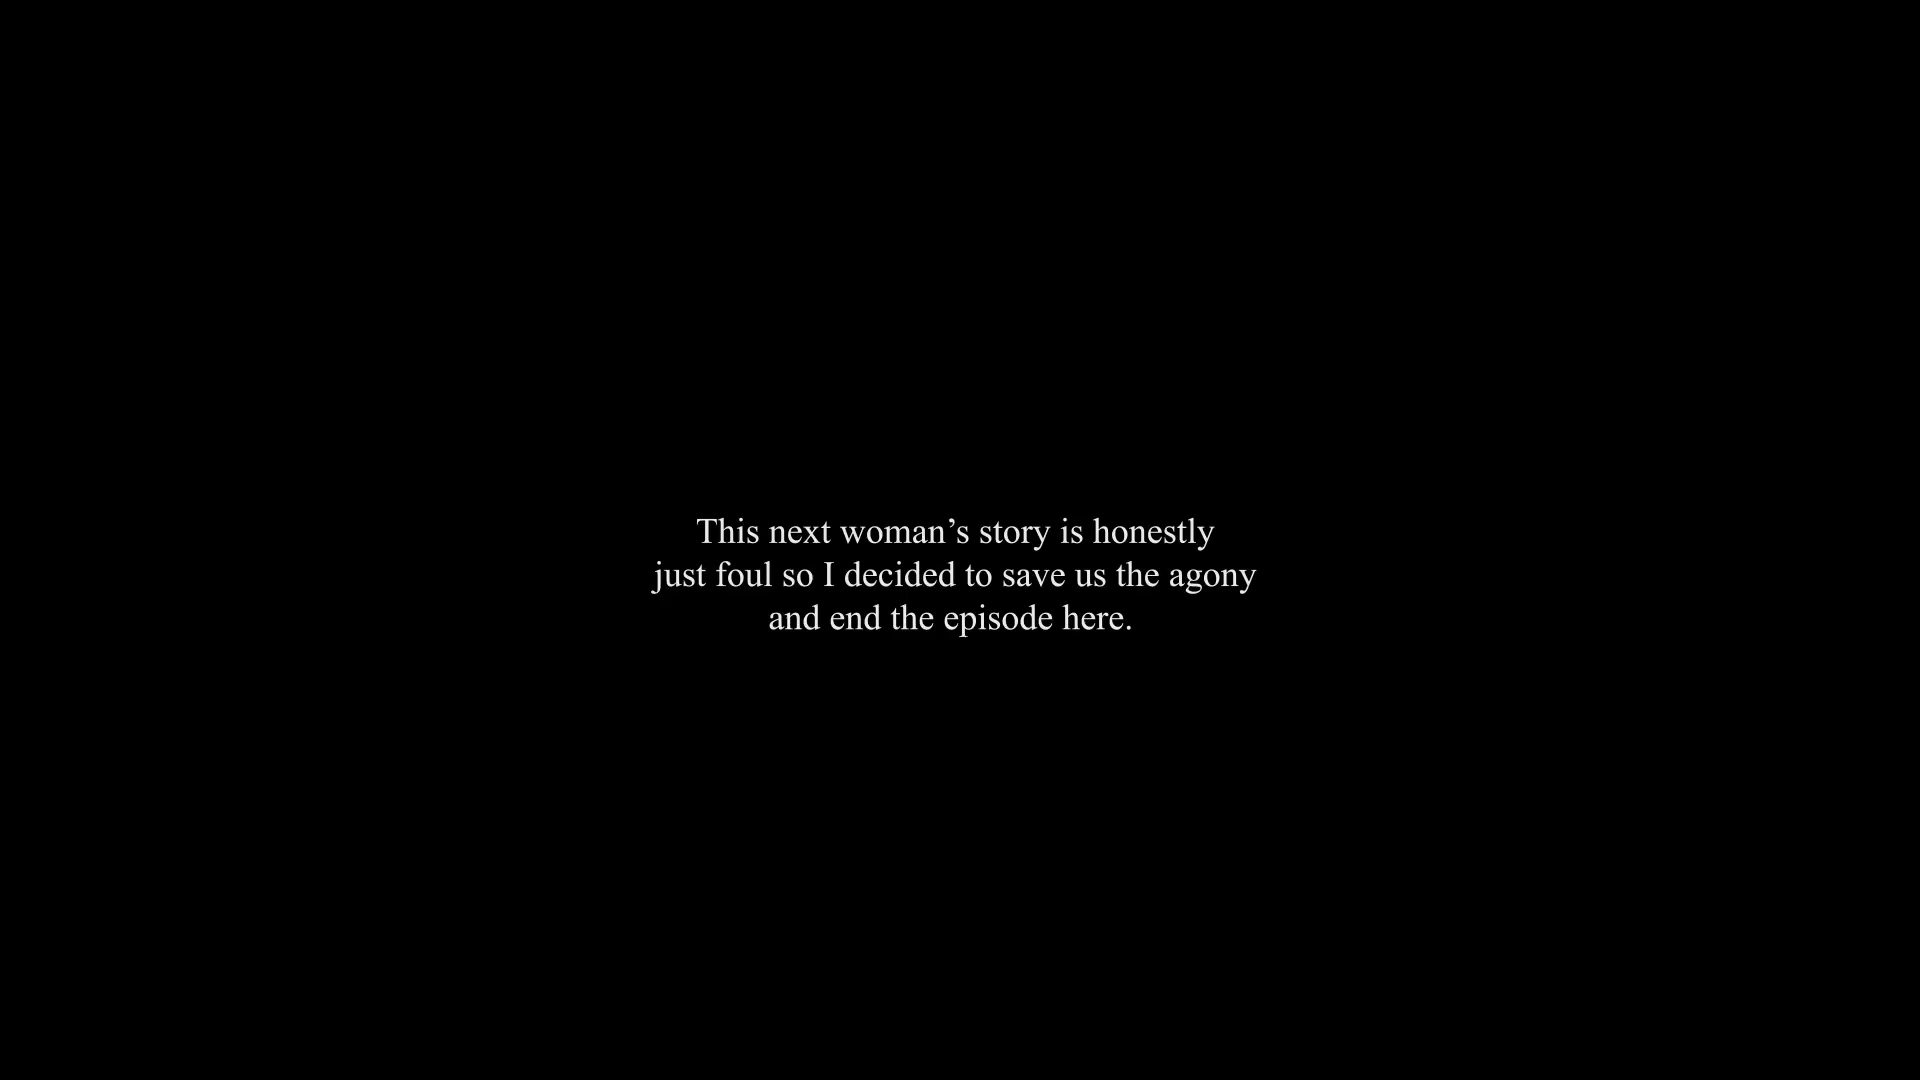 This next woman’s story is honestly
just foul so I decided to save us the agony
and end the episode here.